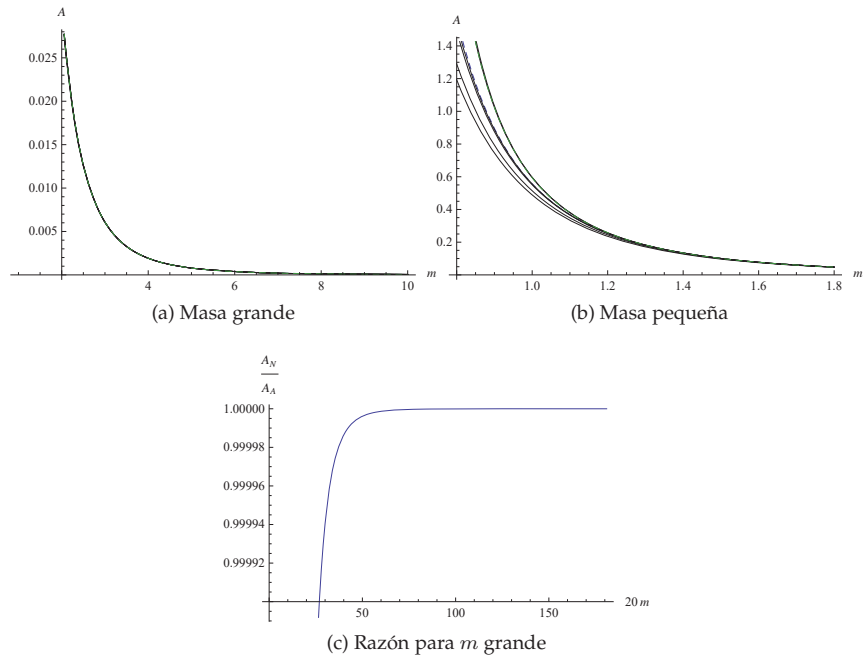 A
0.025
0.020
0.015
0.010
0.005
4
6
8
10
m
(a) Masa grande
A
1.4
1.2
1.0
0.8
0.6
0.4
0.2
1.0
1.2
1.4
1.6
1.8
m
(b) Masa pequeña
A_N
A_A
1.00000
0.99998
0.99996
0.99994
0.99992
50
100
150
20 m
(c) Razón para m grande